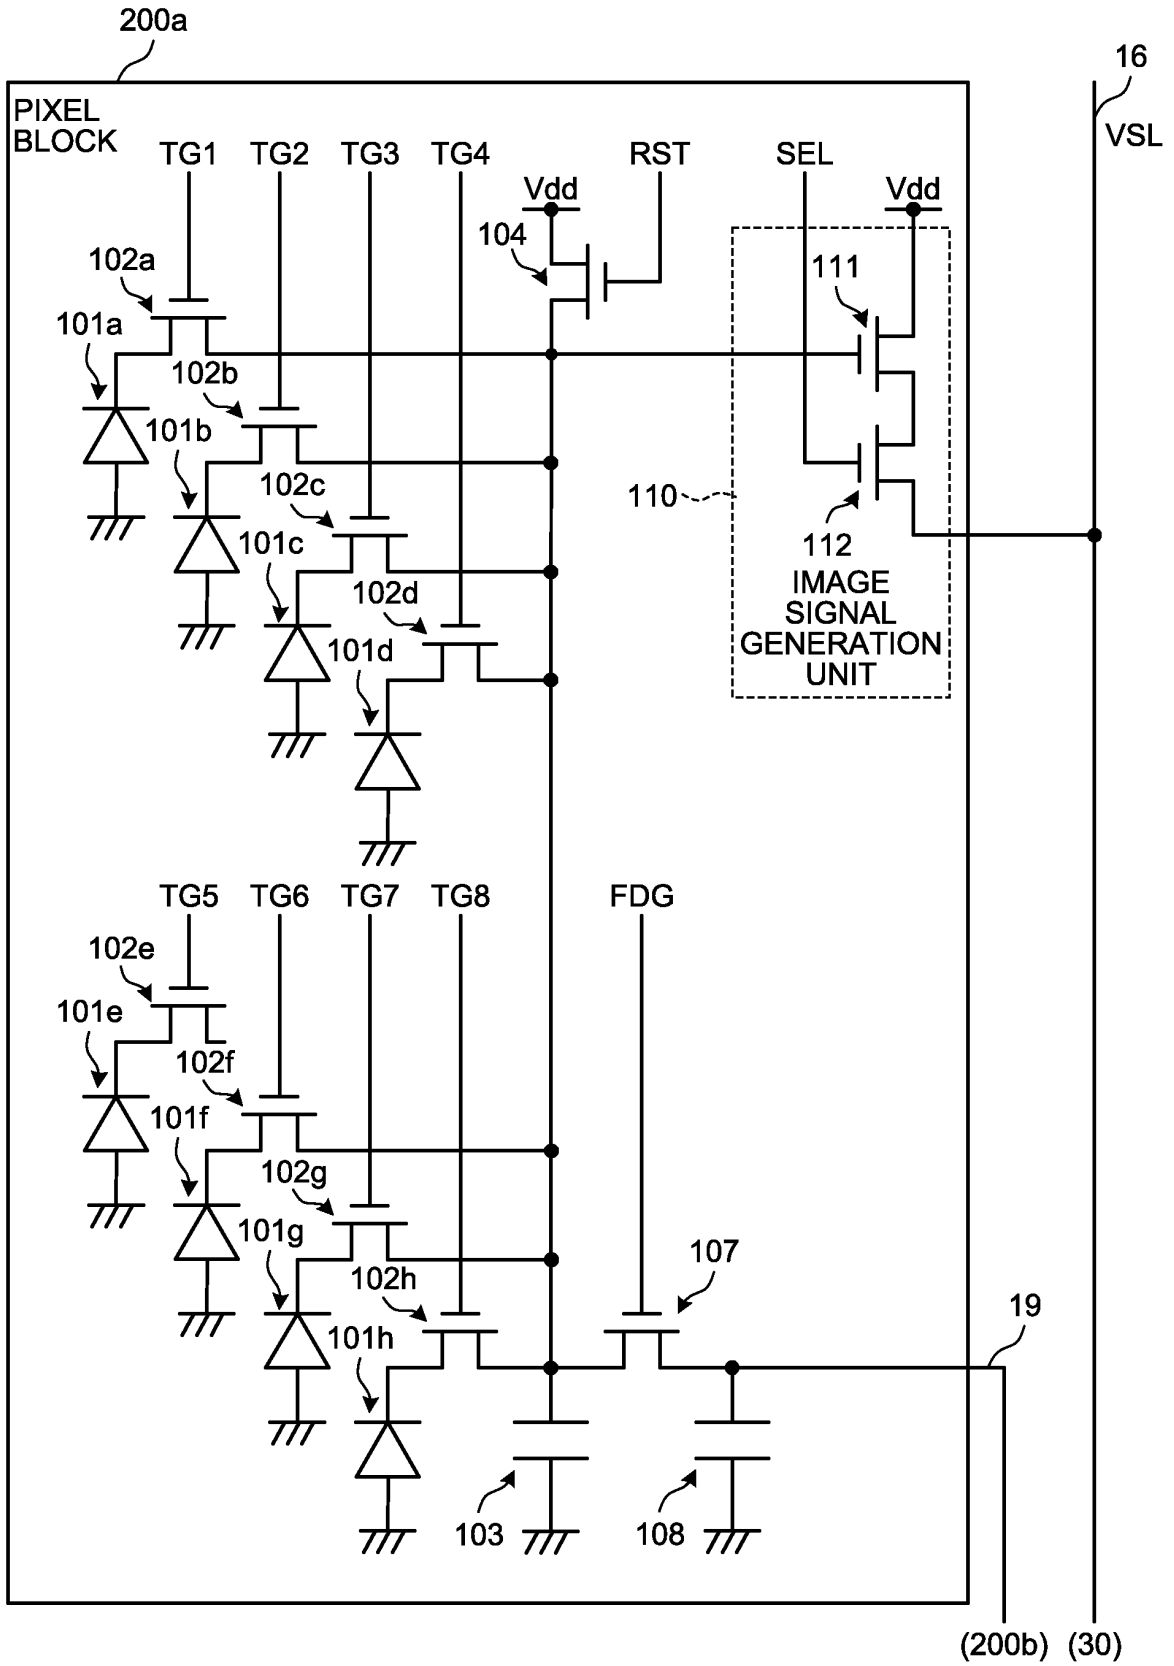 200a
16
PIXEL
BLOCK
VSL
TG1
TG2
TG3
TG4
RST
SEL
Vdd
Vdd
104
102a
111
101a
102b
101b
102c
110
101c
112
102d
IMAGE
SIGNAL
GENERATION
UNIT
101d
TG5
TG6
TG7
TG8
FDG
102e
101e
102f
101f
102g
101g
107
102h
19
101h
103
108
(200b)
(30)